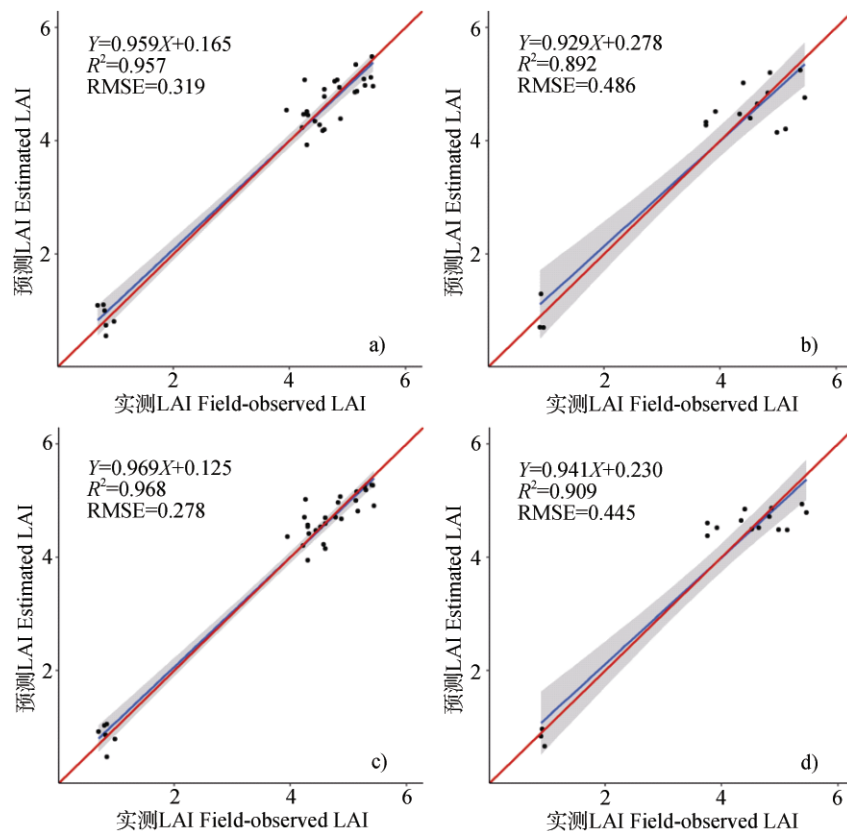 6
Y=0.959X+0.165
R²=0.957
RMSE=0.319
4
2
预测LAI Estimated LAI
a)
2
4
6
实测LAI Field-observed LAI
6
Y=0.929X+0.278
R²=0.892
RMSE=0.486
4
2
预测LAI Estimated LAI
b)
2
4
6
实测LAI Field-observed LAI
6
Y=0.969X+0.125
R²=0.968
RMSE=0.278
4
2
预测LAI Estimated LAI
c)
2
4
6
实测LAI Field-observed LAI
6
Y=0.941X+0.230
R²=0.909
RMSE=0.445
4
2
预测LAI Estimated LAI
d)
2
4
6
实测LAI Field-observed LAI